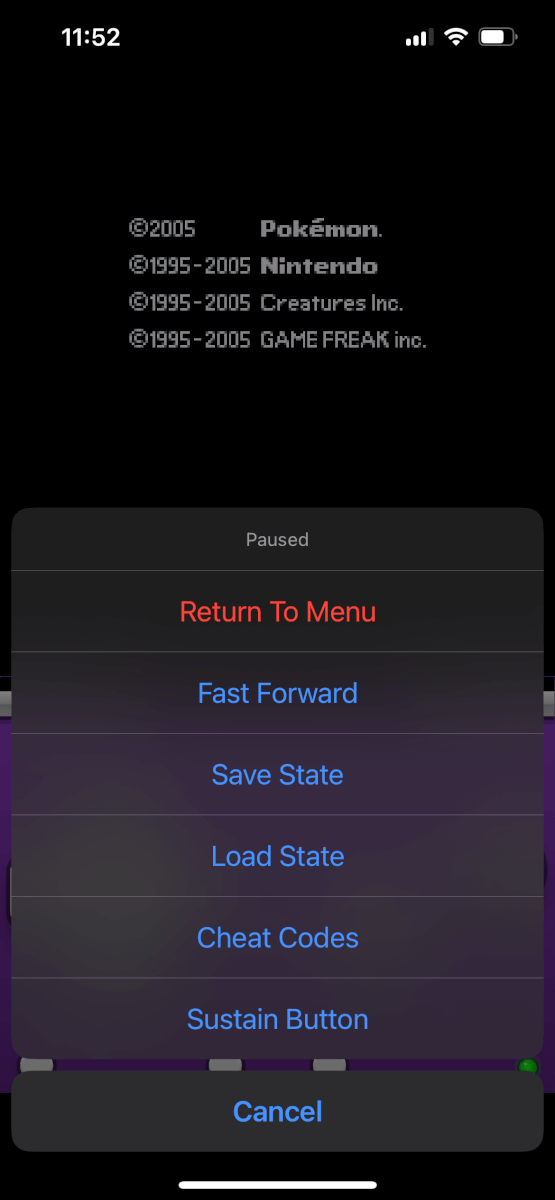 11:52
©2005 Pokémon.
©1995-2005 Nintendo
©1995-2005 Creatures Inc.
©1995-2005 GAME FREAK inc.
Paused
Return To Menu
Fast Forward
Save State
Load State
Cheat Codes
Sustain Button
Cancel